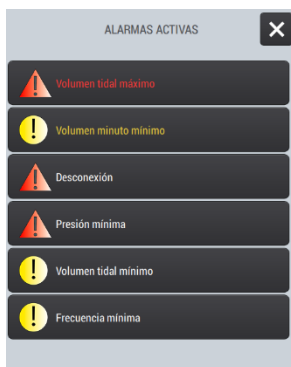 ALARMAS ACTIVAS
Volumen tidal máximo
Volumen minuto mínimo
Desconexión
Presión mínima
Volumen tidal mínimo
Frecuencia mínima